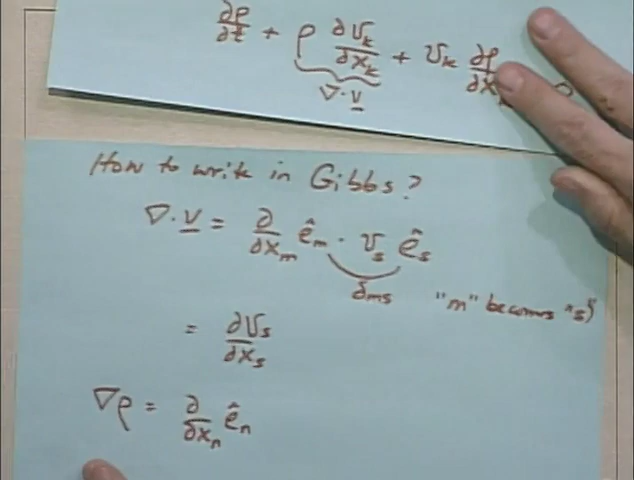 ∂ρ/∂t + ρ ∂v_k/∂x_k + v_k ∂ρ/∂x
∇·v
How to write in Gibbs?
∇·v = ∂/∂x_m ê_m · v_s ê_s
δ_ms "m" becomes "s"
= ∂v_s/∂x_s
∇ρ = ∂/∂x_n ê_n